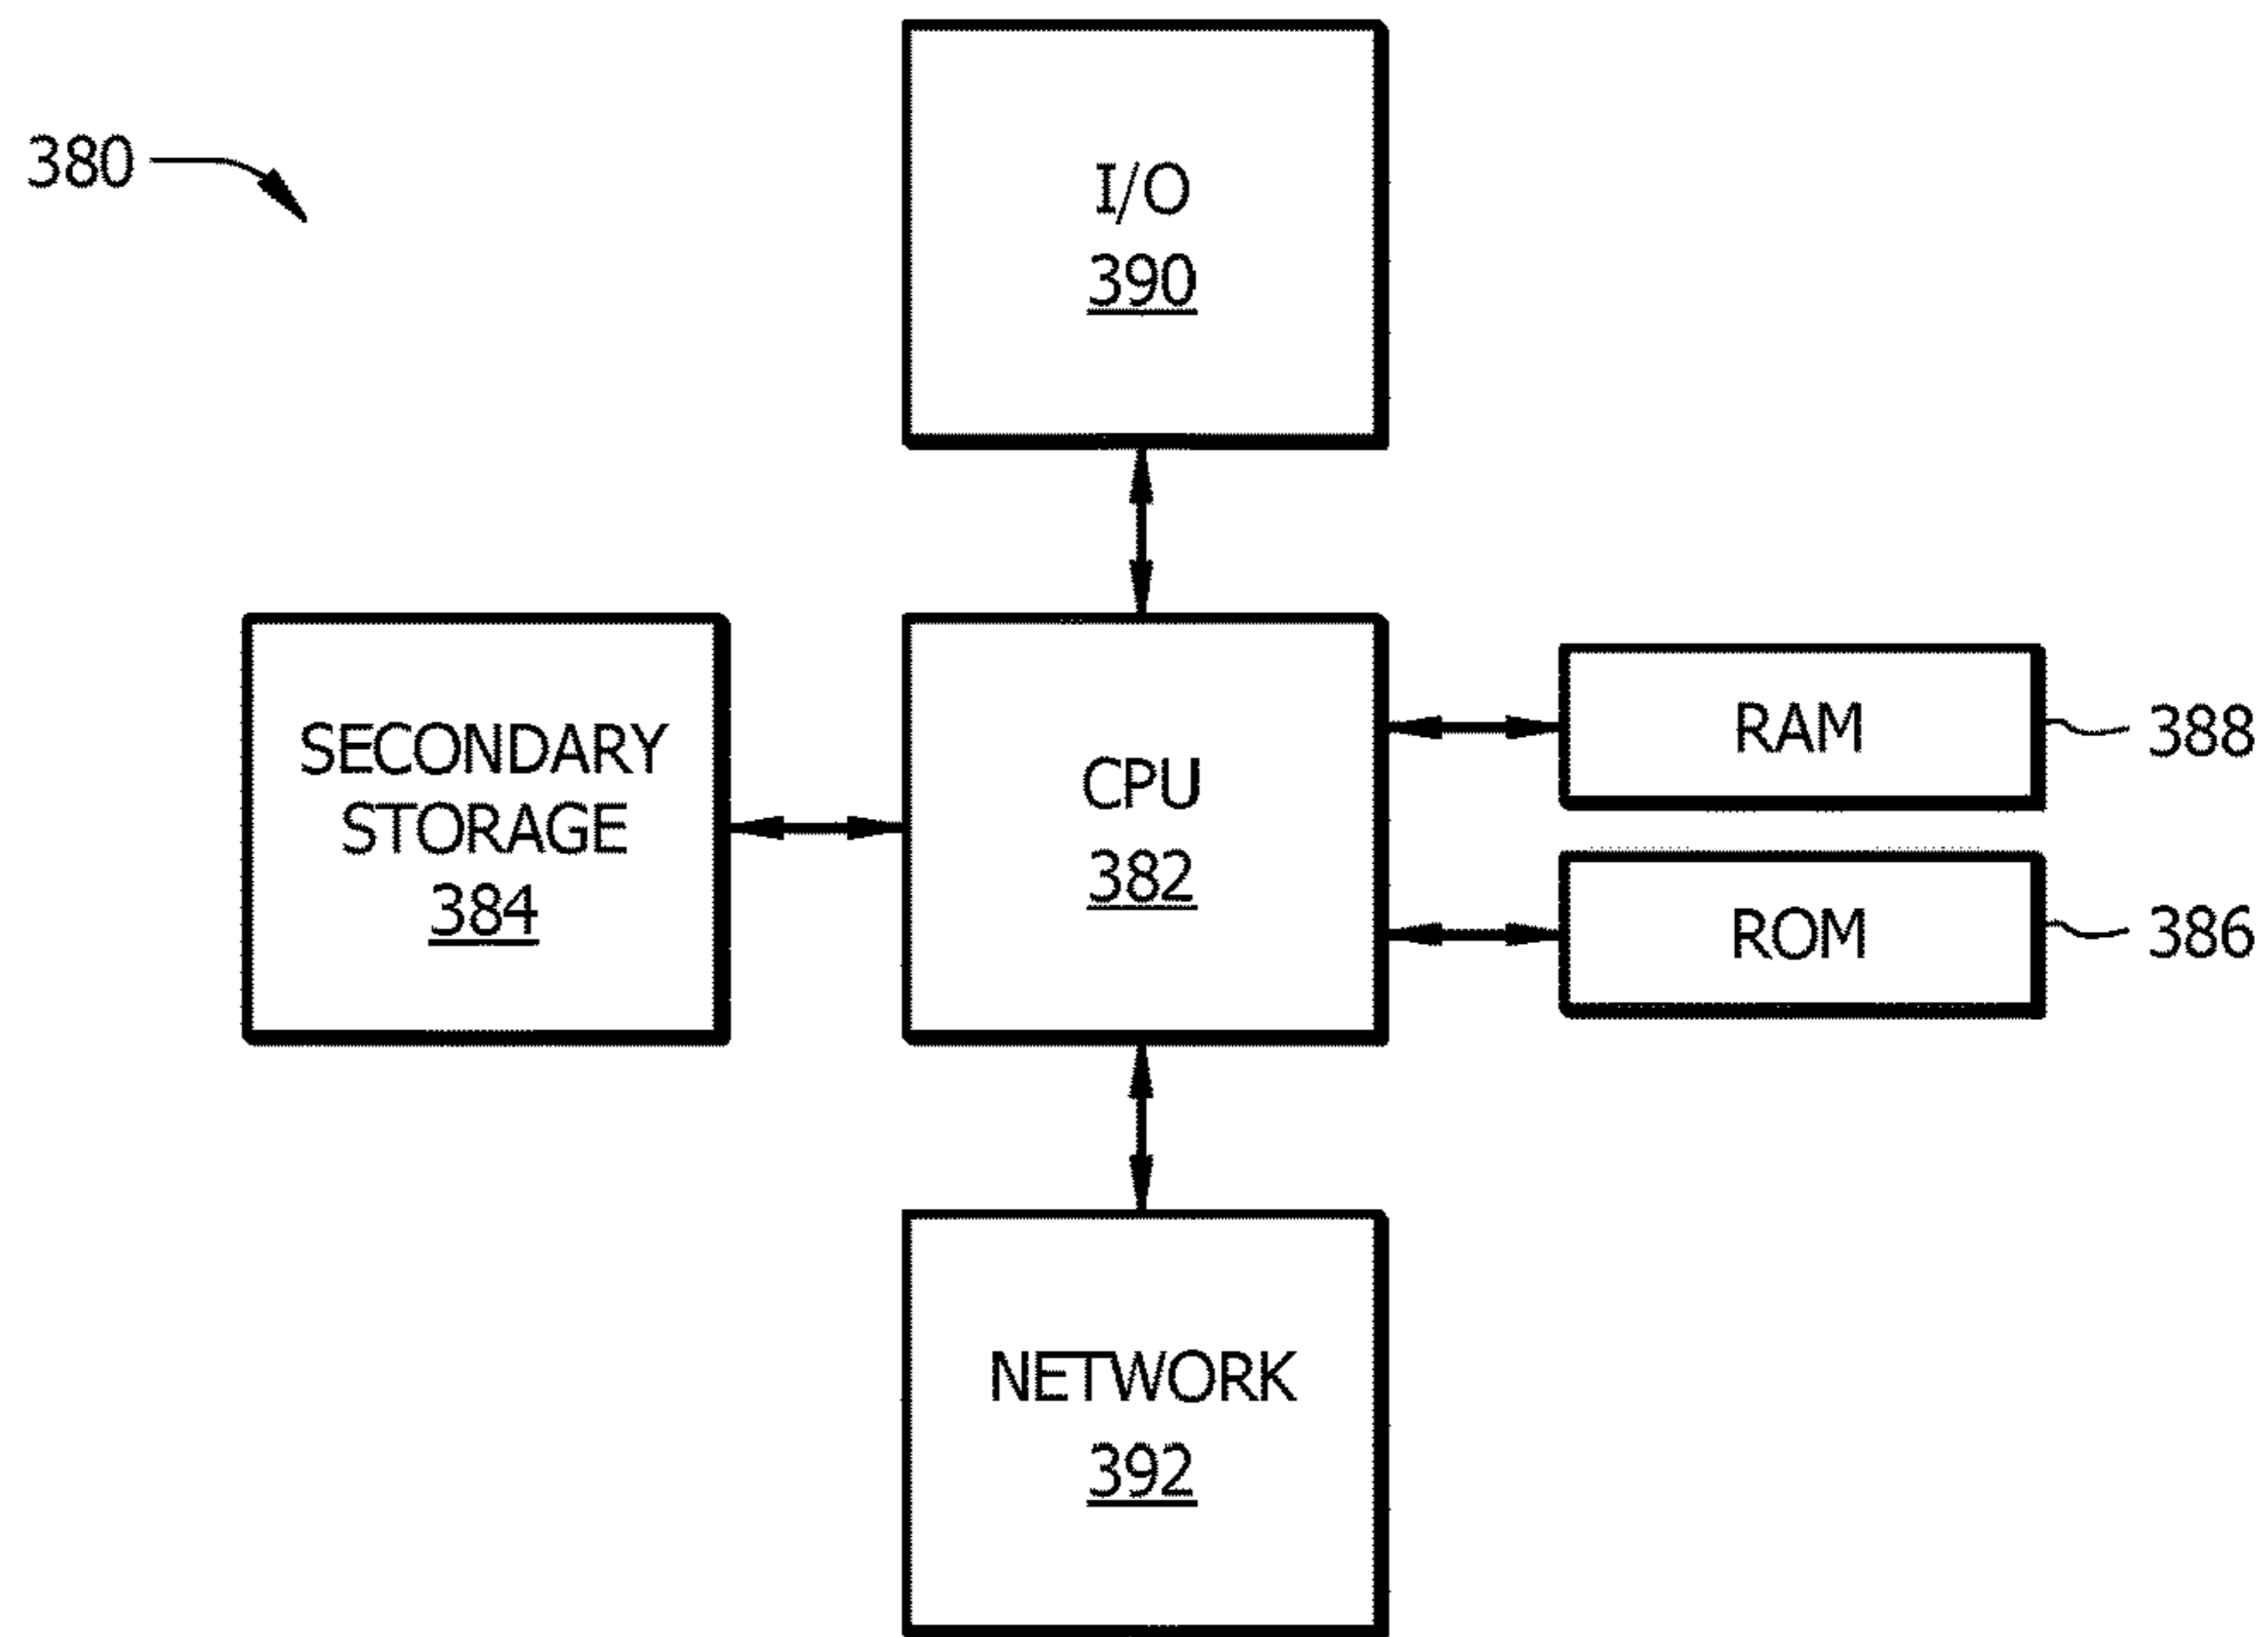 380
I/O
390
SECONDARY
STORAGE
384
CPU
382
RAM
388
ROM
386
NETWORK
392